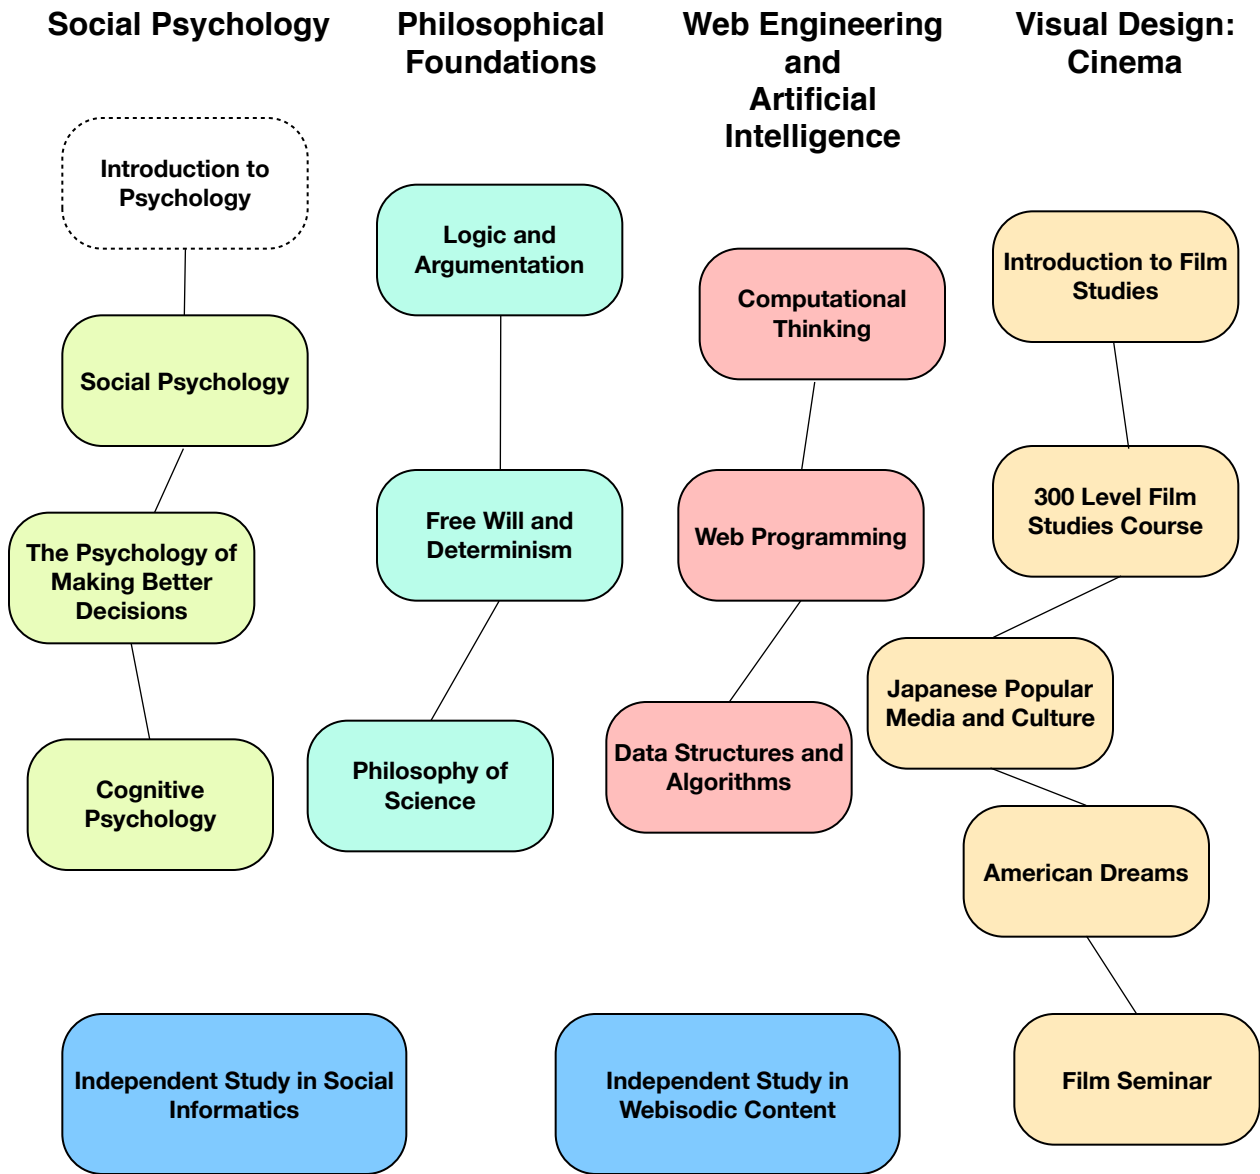 Social Psychology
Philosophical
Foundations
Web Engineering
and
Artificial
Intelligence
Visual Design:
Cinema
Introduction to
Psychology
Social Psychology
The Psychology of
Making Better
Decisions
Cognitive
Psychology
Logic and
Argumentation
Free Will and
Determinism
Philosophy of
Science
Computational
Thinking
Web Programming
Data Structures and
Algorithms
Introduction to Film
Studies
300 Level Film
Studies Course
Japanese Popular
Media and Culture
American Dreams
Film Seminar
Independent Study in Social
Informatics
Independent Study in
Webisodic Content